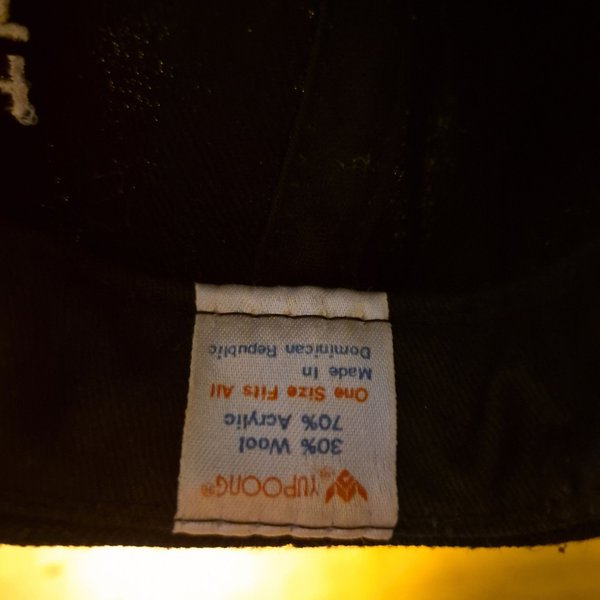 YUPOONG®
30% Wool
70% Acrylic
One Size Fits All
Made In
Dominican Republic